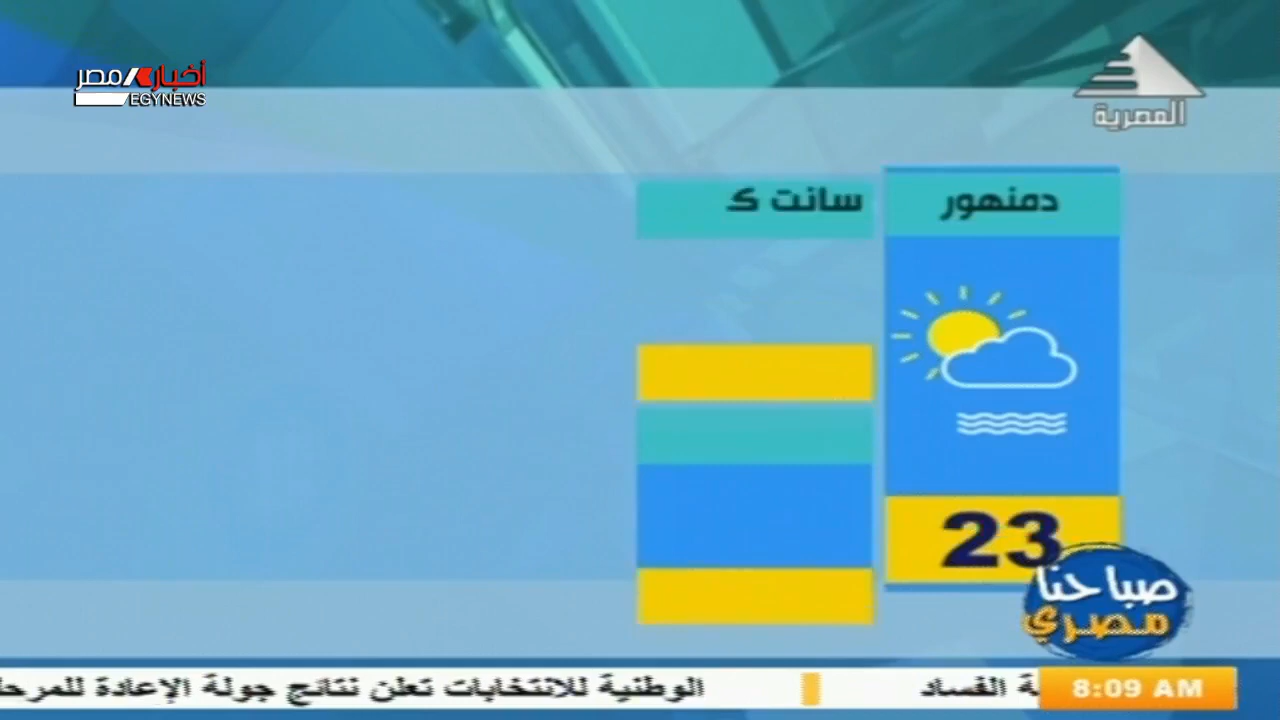 أخبار مصر
EGYNEWS
المصرية
دمنهور
سانت ك
23
صباحنا
مصري
8:09 AM
ة الفساد
الوطنية للانتخابات تعلن نتائج جولة الإعادة للمرحل